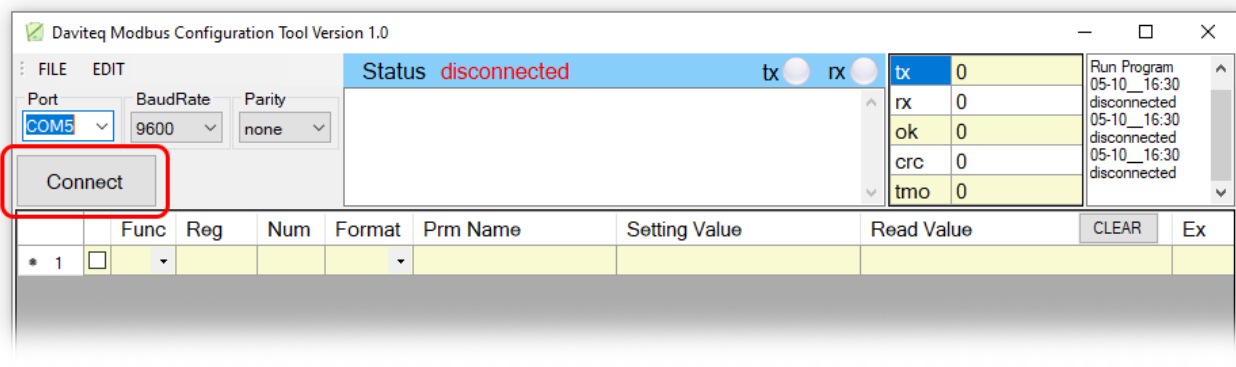 Daviteq Modbus Configuration Tool Version 1.0
FILE EDIT
Status disconnected tx rx
Port BaudRate Parity
COM5 9600 none
Connect
tx 0
rx 0
ok 0
crc 0
tmo 0
Run Program
05-10__16:30
disconnected
05-10__16:30
disconnected
05-10__16:30
disconnected
Func Reg Num Format Prm Name Setting Value Read Value CLEAR Ex
* 1